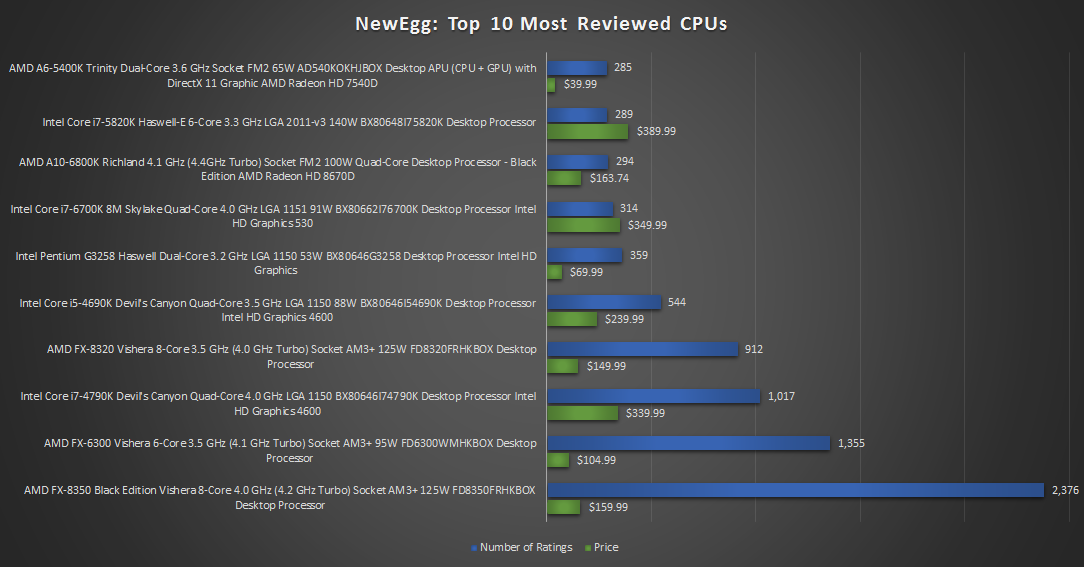 NewEgg: Top 10 Most Reviewed CPUs
AMD A6-5400K Trinity Dual-Core 3.6 GHz Socket FM2 65W AD540KOKHJBOX Desktop APU (CPU + GPU) with
DirectX 11 Graphic AMD Radeon HD 7540D
285
$39.99
Intel Core i7-5820K Haswell-E 6-Core 3.3 GHz LGA 2011-v3 140W BX80648I75820K Desktop Processor
289
$389.99
AMD A10-6800K Richland 4.1 GHz (4.4GHz Turbo) Socket FM2 100W Quad-Core Desktop Processor - Black
Edition AMD Radeon HD 8670D
294
$163.74
Intel Core i7-6700K 8M Skylake Quad-Core 4.0 GHz LGA 1151 91W BX80662I76700K Desktop Processor Intel
HD Graphics 530
314
$349.99
Intel Pentium G3258 Haswell Dual-Core 3.2 GHz LGA 1150 53W BX80646G3258 Desktop Processor Intel HD
Graphics
359
$69.99
Intel Core i5-4690K Devil's Canyon Quad-Core 3.5 GHz LGA 1150 88W BX80646I54690K Desktop Processor
Intel HD Graphics 4600
544
$239.99
AMD FX-8320 Vishera 8-Core 3.5 GHz (4.0 GHz Turbo) Socket AM3+ 125W FD8320FRHKBOX Desktop
Processor
912
$149.99
Intel Core i7-4790K Devil's Canyon Quad-Core 4.0 GHz LGA 1150 BX80646I74790K Desktop Processor Intel
HD Graphics 4600
1,017
$339.99
AMD FX-6300 Vishera 6-Core 3.5 GHz (4.1 GHz Turbo) Socket AM3+ 95W FD6300WMHKBOX Desktop
Processor
1,355
$104.99
AMD FX-8350 Black Edition Vishera 8-Core 4.0 GHz (4.2 GHz Turbo) Socket AM3+ 125W FD8350FRHKBOX
Desktop Processor
2,376
$159.99
Number of Ratings
Price